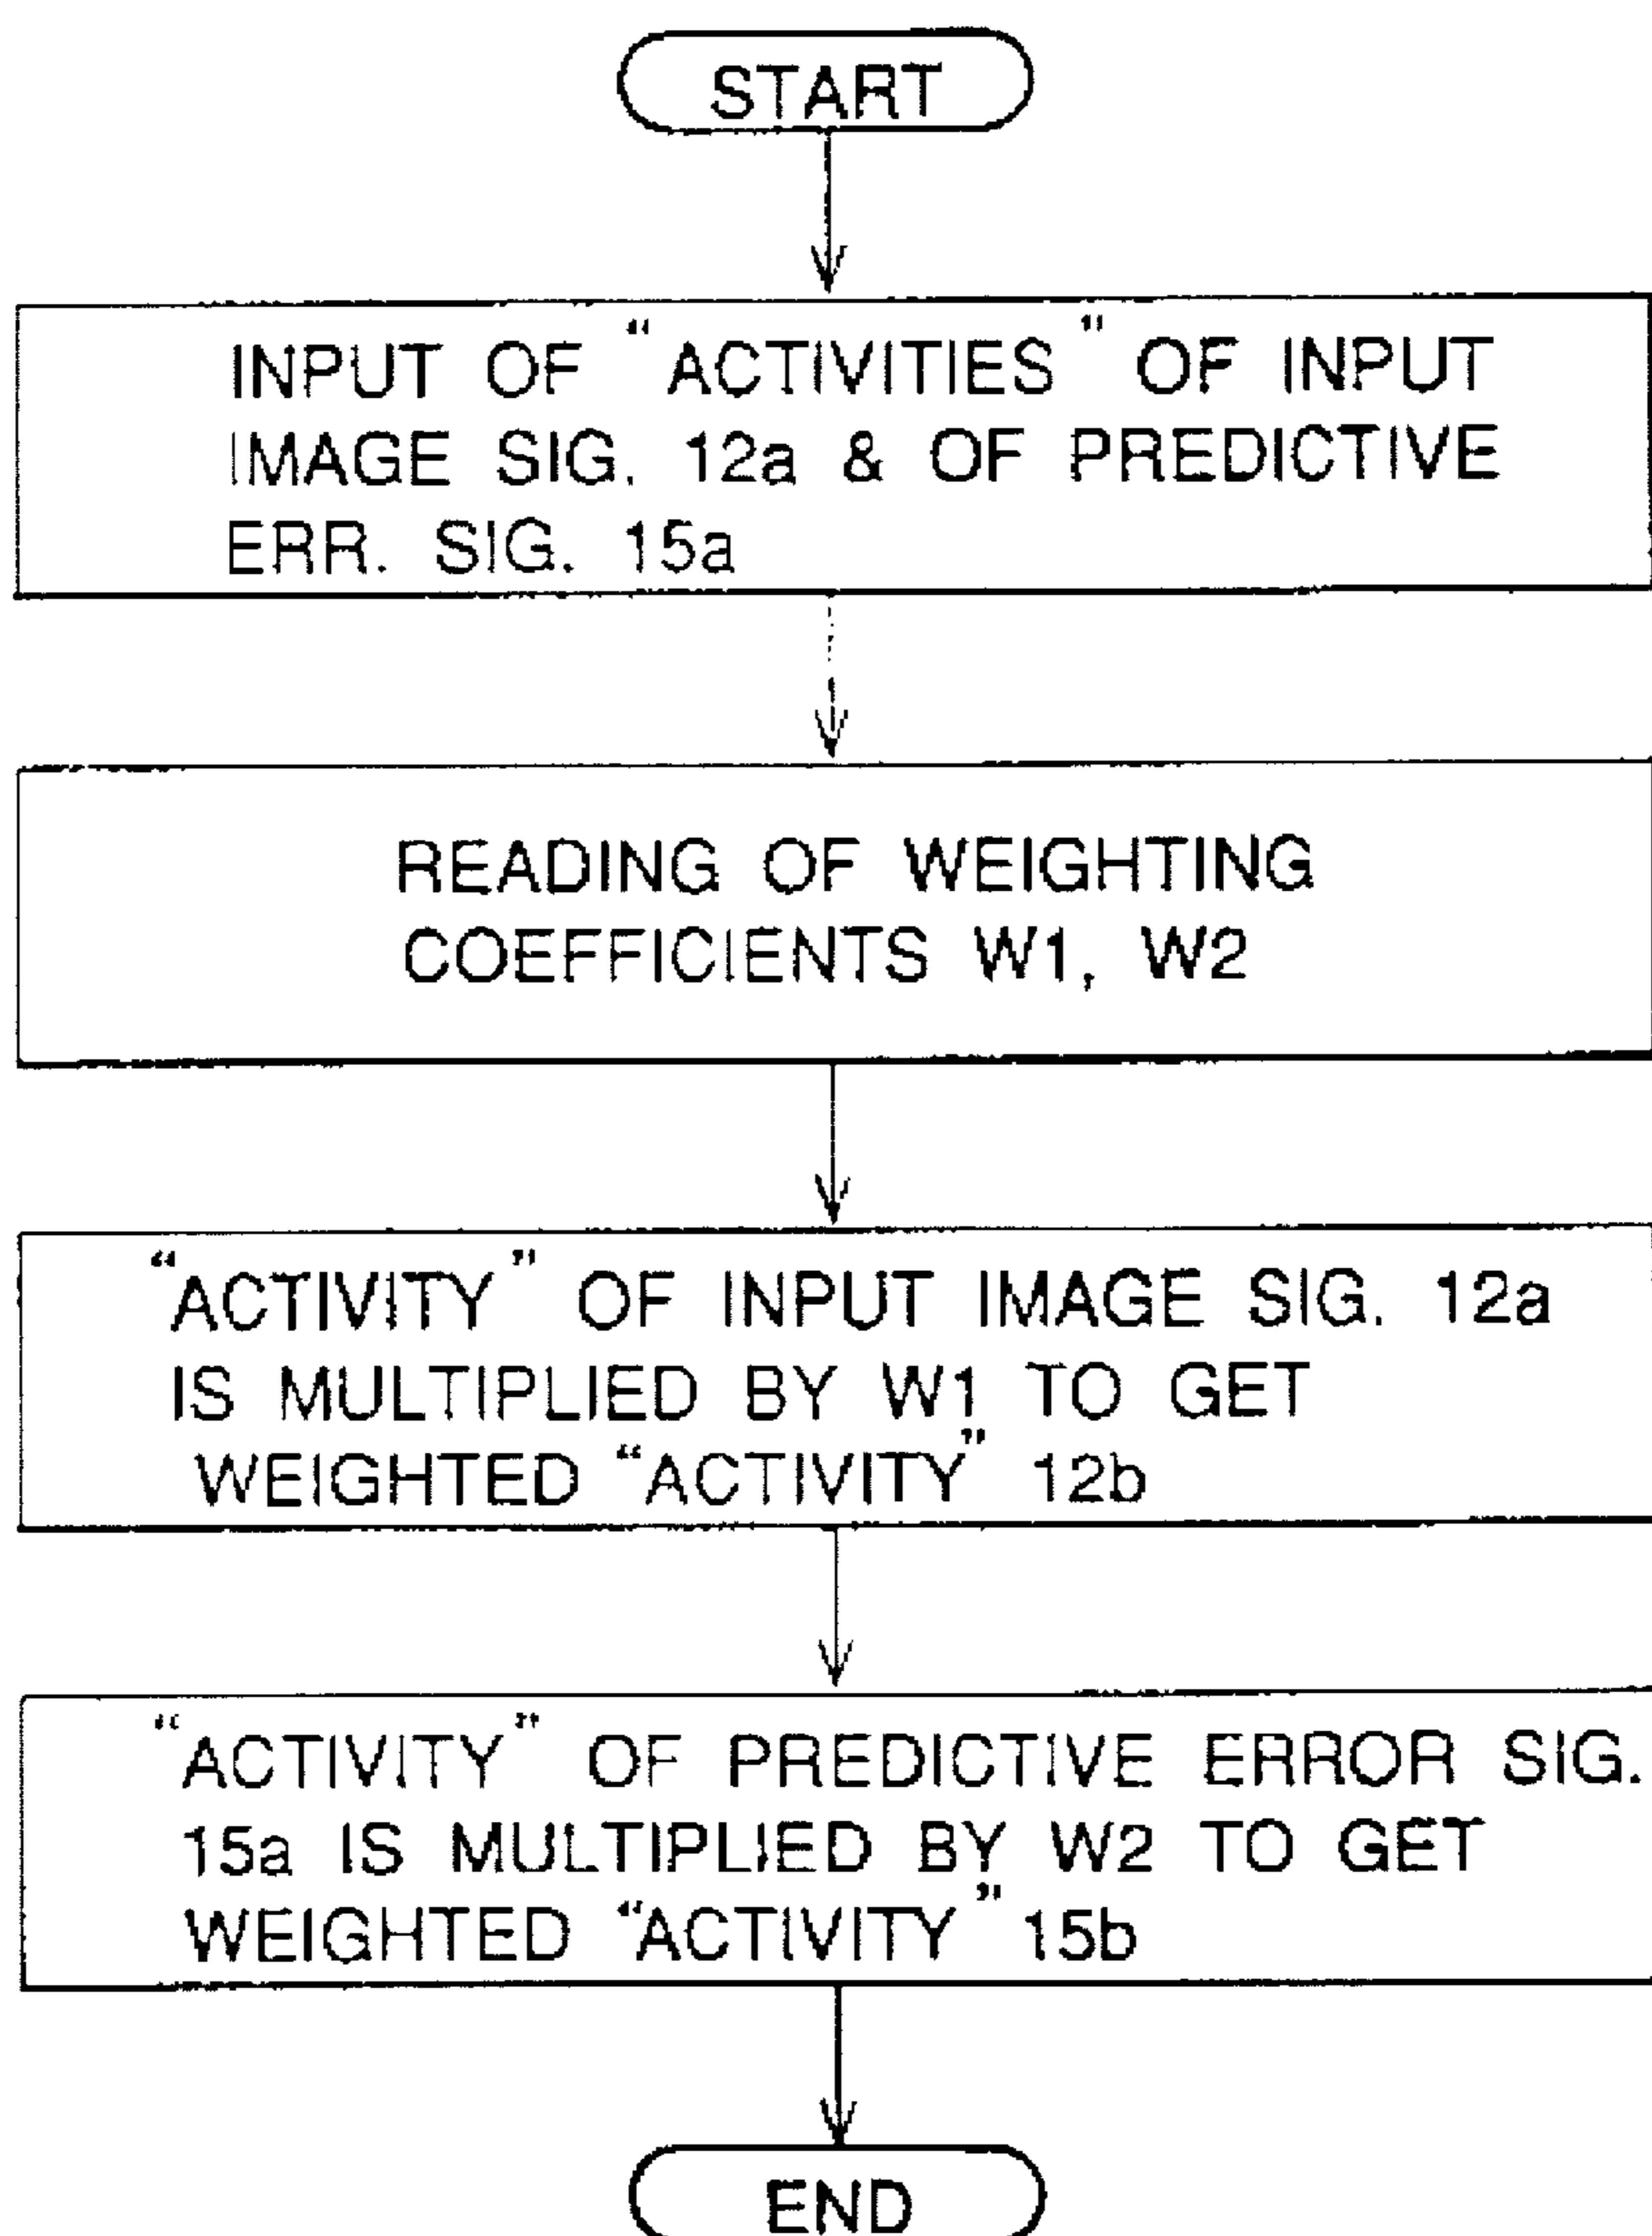 START
INPUT OF “ACTIVITIES” OF INPUT
IMAGE SIG. 12a & OF PREDICTIVE
ERR. SIG. 15a
READING OF WEIGHTING
COEFFICIENTS W1, W2
“ACTIVITY” OF INPUT IMAGE SIG. 12a
IS MULTIPLIED BY W1 TO GET
WEIGHTED “ACTIVITY” 12b
“ACTIVITY” OF PREDICTIVE ERROR SIG.
15a IS MULTIPLIED BY W2 TO GET
WEIGHTED “ACTIVITY” 15b
END